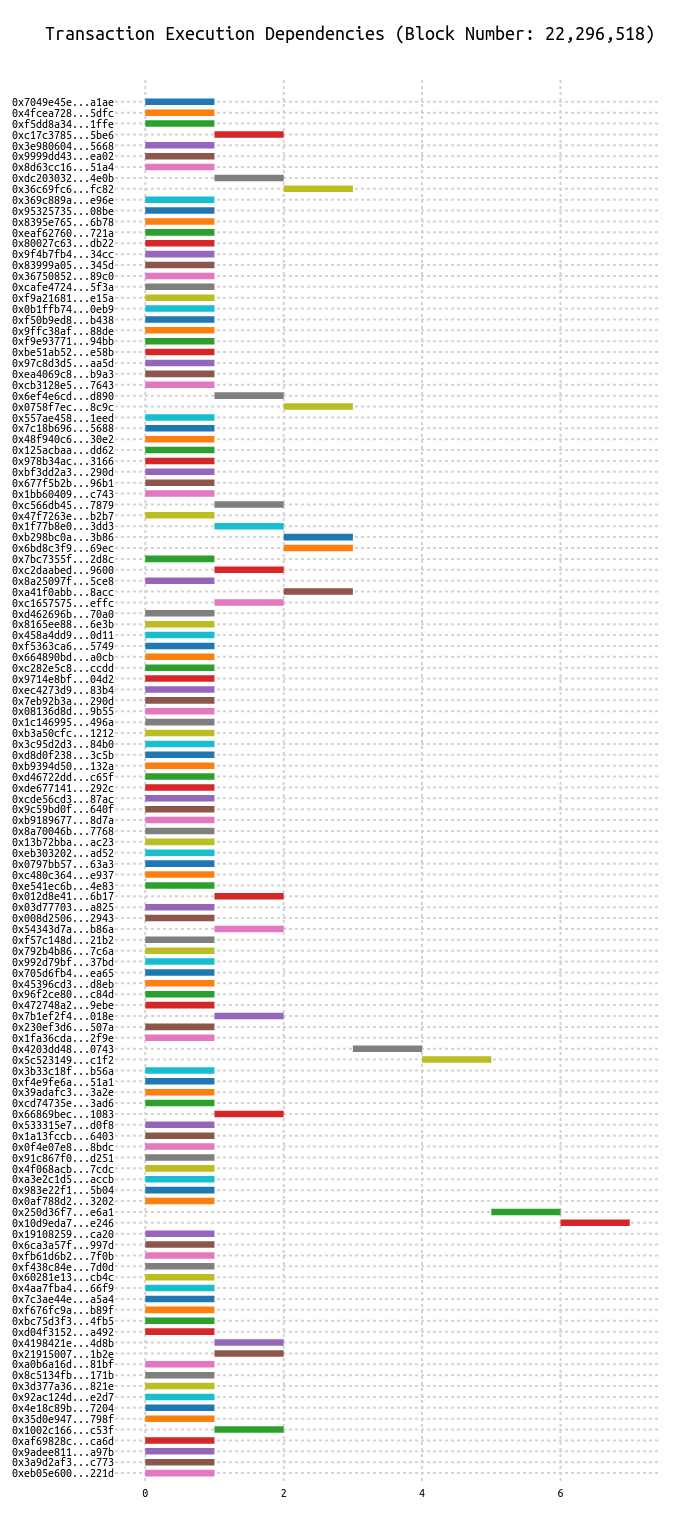 Transaction Execution Dependencies (Block Number: 22,296,518)
0x7049e45e...a1ae
0x4fcea728...5dfc
0xf5dd8a34...1ffe
0xc17c3785...5be6
0x3e980604...5668
0x9999dd43...ea02
0x8d63cc16...51a4
0xdc203032...4e0b
0x36c69fc6...fc82
0x369c889a...e96e
0x95325735...08be
0x8395e765...6b78
0xeaf62760...721a
0x80027c63...db22
0x9f4b7fb4...34cc
0x83999a05...345d
0x36750852...89c0
0xcafe4724...5f3a
0xf9a21681...e15a
0x0b1ffb74...0eb9
0xf50b9ed8...b438
0x9ffc38af...88de
0xf9e93771...94bb
0xbe51ab52...e58b
0x97c8d3d5...aa5d
0xea4069c8...b9a3
0xcb3128e5...7643
0x6ef4e6cd...d890
0x0758f7ec...8c9c
0x557ae458...1eed
0x7c18b696...5688
0x48f940c6...30e2
0x125acbaa...dd62
0x978b34ac...3166
0xbf3dd2a3...290d
0x677f5b2b...96b1
0x1bb60409...c743
0xc566db45...7879
0x47f7263e...b2b7
0x1f77b8e0...3dd3
0xb298bc0a...3b86
0x6bd8c3f9...69ec
0x7bc7355f...2d8c
0xc2daabed...9600
0x8a25097f...5ce8
0xa41f0abb...8acc
0xc1657575...effc
0xd462696b...70a0
0x8165ee88...6e3b
0x458a4dd9...0d11
0xf5363ca6...5749
0x664890bd...a0cb
0xc282e5c8...ccdd
0x9714e8bf...04d2
0xec4273d9...83b4
0x7eb92b3a...290d
0x08136d8d...9b55
0x1c146995...496a
0xb3a50cfc...1212
0x3c95d2d3...84b0
0xd8d0f238...3c5b
0xb9394d50...132a
0xd46722dd...c65f
0xde677141...292c
0xcde56cd3...87ac
0x9c59bd0f...640f
0xb9189677...8d7a
0x8a70046b...7768
0x13b72bba...ac23
0xeb303202...ad52
0x0797bb57...63a3
0xc480c364...e937
0xe541ec6b...4e83
0x012d8e41...6b17
0x03d77703...a825
0x008d2506...2943
0x54343d7a...b86a
0xf57c148d...21b2
0x792b4b86...7c6a
0x992d79bf...37bd
0x705d6fb4...ea65
0x45396cd3...d8eb
0x96f2ce80...c84d
0x472748a2...9ebe
0x7b1ef2f4...018e
0x230ef3d6...507a
0x1fa36cda...2f9e
0x4203dd48...0743
0x5c523149...c1f2
0x3b33c18f...b56a
0xf4e9fe6a...51a1
0x39adafc3...3a2e
0xcd74735e...3ad6
0x66869bec...1083
0x533315e7...d0f8
0x1a13fccb...6403
0x0f4e07e8...8bdc
0x91c867f0...d251
0x4f068acb...7cdc
0xa3e2c1d5...accb
0x983e22f1...5b04
0x0af788d2...3202
0x250d36f7...e6a1
0x10d9eda7...e246
0x19108259...ca20
0x6ca3a57f...997d
0xfb61d6b2...7f0b
0xf438c84e...7d0d
0x60281e13...cb4c
0x4aa7fba4...66f9
0x7c3ae44e...a5a4
0xf676fc9a...b89f
0xbc75d3f3...4fb5
0xd04f3152...a492
0x4198421e...4d8b
0x21915007...1b2e
0xa0b6a16d...81bf
0x8c5134fb...171b
0x3d377a36...821e
0x92ac124d...e2d7
0x4e18c89b...7204
0x35d0e947...798f
0x1002c166...c53f
0xaf69828c...ca6d
0x9adee811...a97b
0x3a9d2af3...c773
0xeb05e600...221d
0 2 4 6